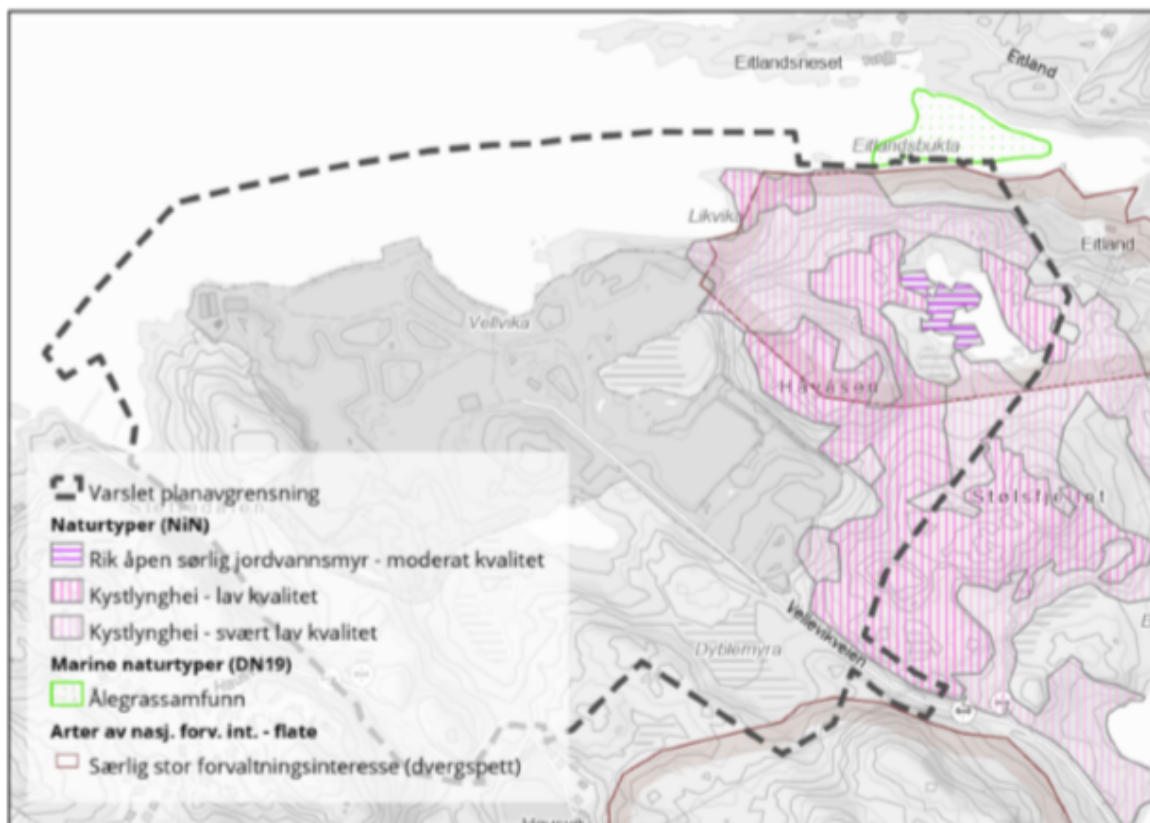 Eitlandsneset
Eitland
Eitlandsbukta
Likvika
Eitland
Vellvika
Håvåsen
Stølsfjellet
Vellevikveien
Dyblemyra
Varslet planavgrensning
Naturtyper (NiN)
Rik åpen sørlig jordvannsmyr - moderat kvalitet
Kystlynghei - lav kvalitet
Kystlynghei - svært lav kvalitet
Marine naturtyper (DN19)
Ålegrassamfunn
Arter av nasj. forv. int. - flate
Særlig stor forvaltningsinteresse (dvergspett)